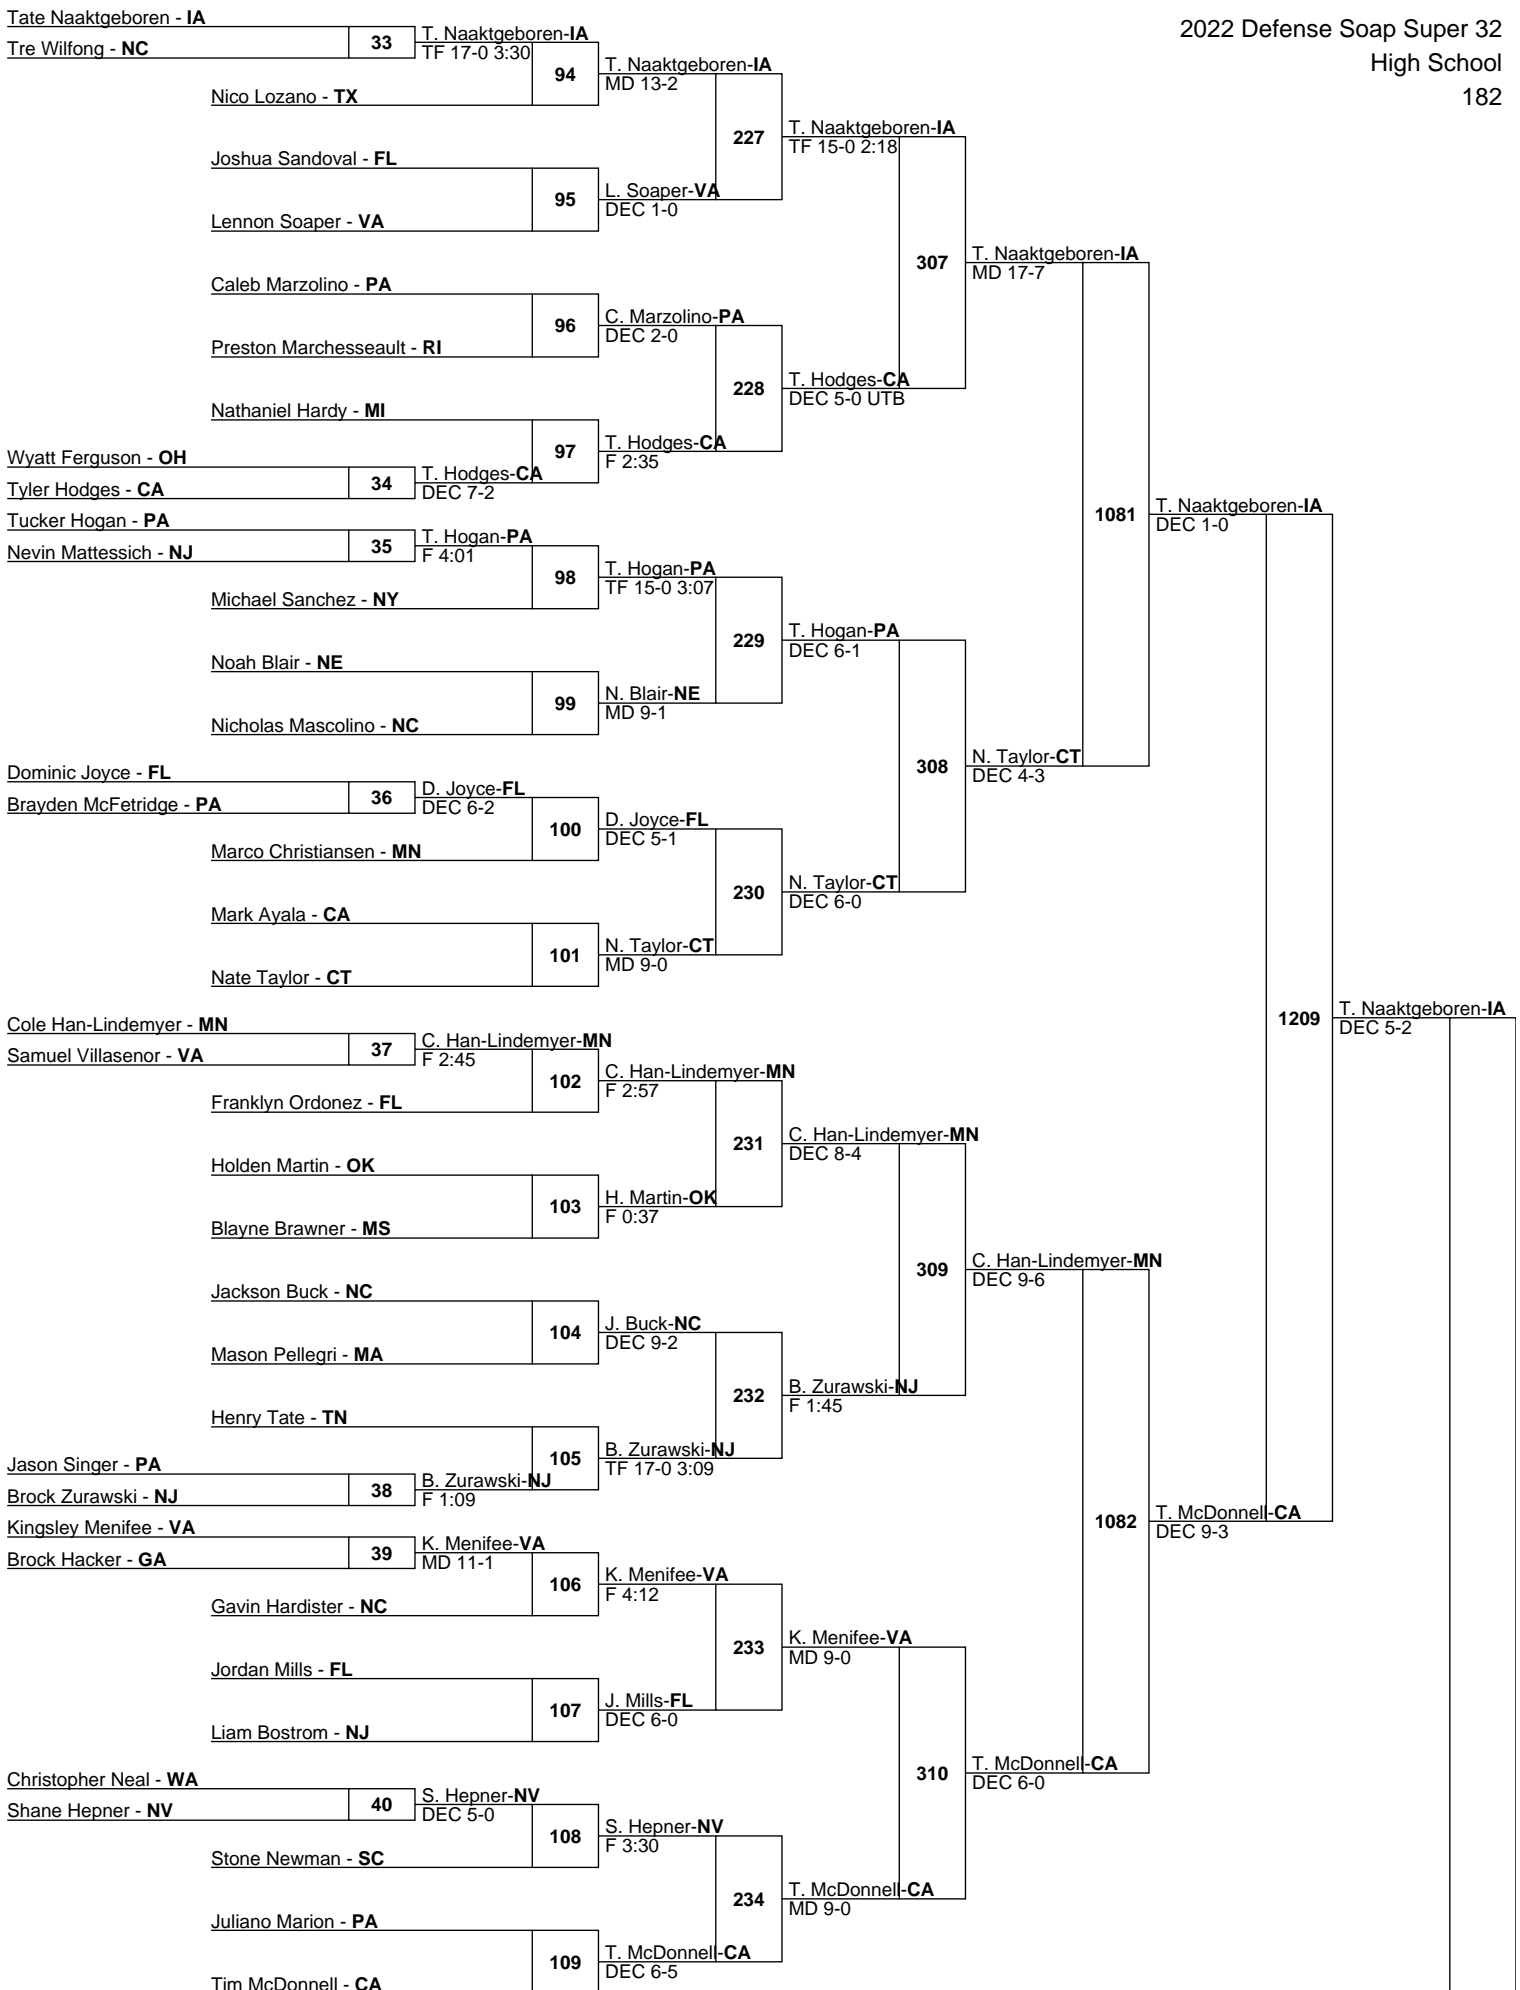 2022 Defense Soap Super 32
High School
182
Tate Naaktgeboren - IA
Tre Wilfong - NC
33
T. Naaktgeboren-IA
TF 17-0 3:30
94
T. Naaktgeboren-IA
MD 13-2
Nico Lozano - TX
227
T. Naaktgeboren-IA
TF 15-0 2:18
Joshua Sandoval - FL
95
L. Soaper-VA
DEC 1-0
Lennon Soaper - VA
307
T. Naaktgeboren-IA
MD 17-7
Caleb Marzolino - PA
96
C. Marzolino-PA
DEC 2-0
Preston Marchesseault - RI
228
T. Hodges-CA
DEC 5-0 UTB
Nathaniel Hardy - MI
97
T. Hodges-CA
F 2:35
Wyatt Ferguson - OH
Tyler Hodges - CA
34
T. Hodges-CA
DEC 7-2
1081
T. Naaktgeboren-IA
DEC 1-0
Tucker Hogan - PA
Nevin Mattessich - NJ
35
T. Hogan-PA
F 4:01
98
T. Hogan-PA
TF 15-0 3:07
Michael Sanchez - NY
229
T. Hogan-PA
DEC 6-1
Noah Blair - NE
99
N. Blair-NE
MD 9-1
Nicholas Mascolino - NC
308
N. Taylor-CT
DEC 4-3
Dominic Joyce - FL
Brayden McFetridge - PA
36
D. Joyce-FL
DEC 6-2
100
D. Joyce-FL
DEC 5-1
Marco Christiansen - MN
230
N. Taylor-CT
DEC 6-0
Mark Ayala - CA
101
N. Taylor-CT
MD 9-0
Nate Taylor - CT
1209
T. Naaktgeboren-IA
DEC 5-2
Cole Han-Lindemyer - MN
Samuel Villasenor - VA
37
C. Han-Lindemyer-MN
F 2:45
102
C. Han-Lindemyer-MN
F 2:57
Franklyn Ordonez - FL
231
C. Han-Lindemyer-MN
DEC 8-4
Holden Martin - OK
103
H. Martin-OK
F 0:37
Blayne Brawner - MS
309
C. Han-Lindemyer-MN
DEC 9-6
Jackson Buck - NC
104
J. Buck-NC
DEC 9-2
Mason Pellegri - MA
232
B. Zurawski-NJ
F 1:45
Henry Tate - TN
105
B. Zurawski-NJ
TF 17-0 3:09
Jason Singer - PA
Brock Zurawski - NJ
38
B. Zurawski-NJ
F 1:09
1082
T. McDonnell-CA
DEC 9-3
Kingsley Menifee - VA
Brock Hacker - GA
39
K. Menifee-VA
MD 11-1
106
K. Menifee-VA
F 4:12
Gavin Hardister - NC
233
K. Menifee-VA
MD 9-0
Jordan Mills - FL
107
J. Mills-FL
DEC 6-0
Liam Bostrom - NJ
310
T. McDonnell-CA
DEC 6-0
Christopher Neal - WA
Shane Hepner - NV
40
S. Hepner-NV
DEC 5-0
108
S. Hepner-NV
F 3:30
Stone Newman - SC
234
T. McDonnell-CA
MD 9-0
Juliano Marion - PA
109
T. McDonnell-CA
DEC 6-5
Tim McDonnell - CA